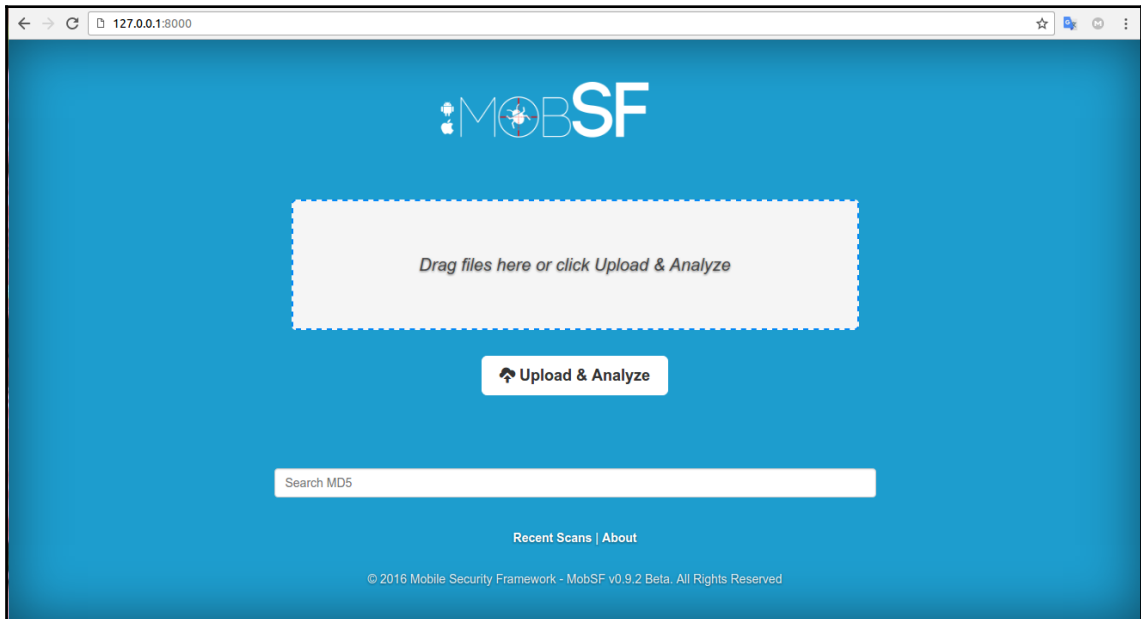 127.0.0.1:8000
MOBSF
Drag files here or click Upload & Analyze
Upload & Analyze
Search MD5
Recent Scans | About
© 2016 Mobile Security Framework - MobSF v0.9.2 Beta. All Rights Reserved